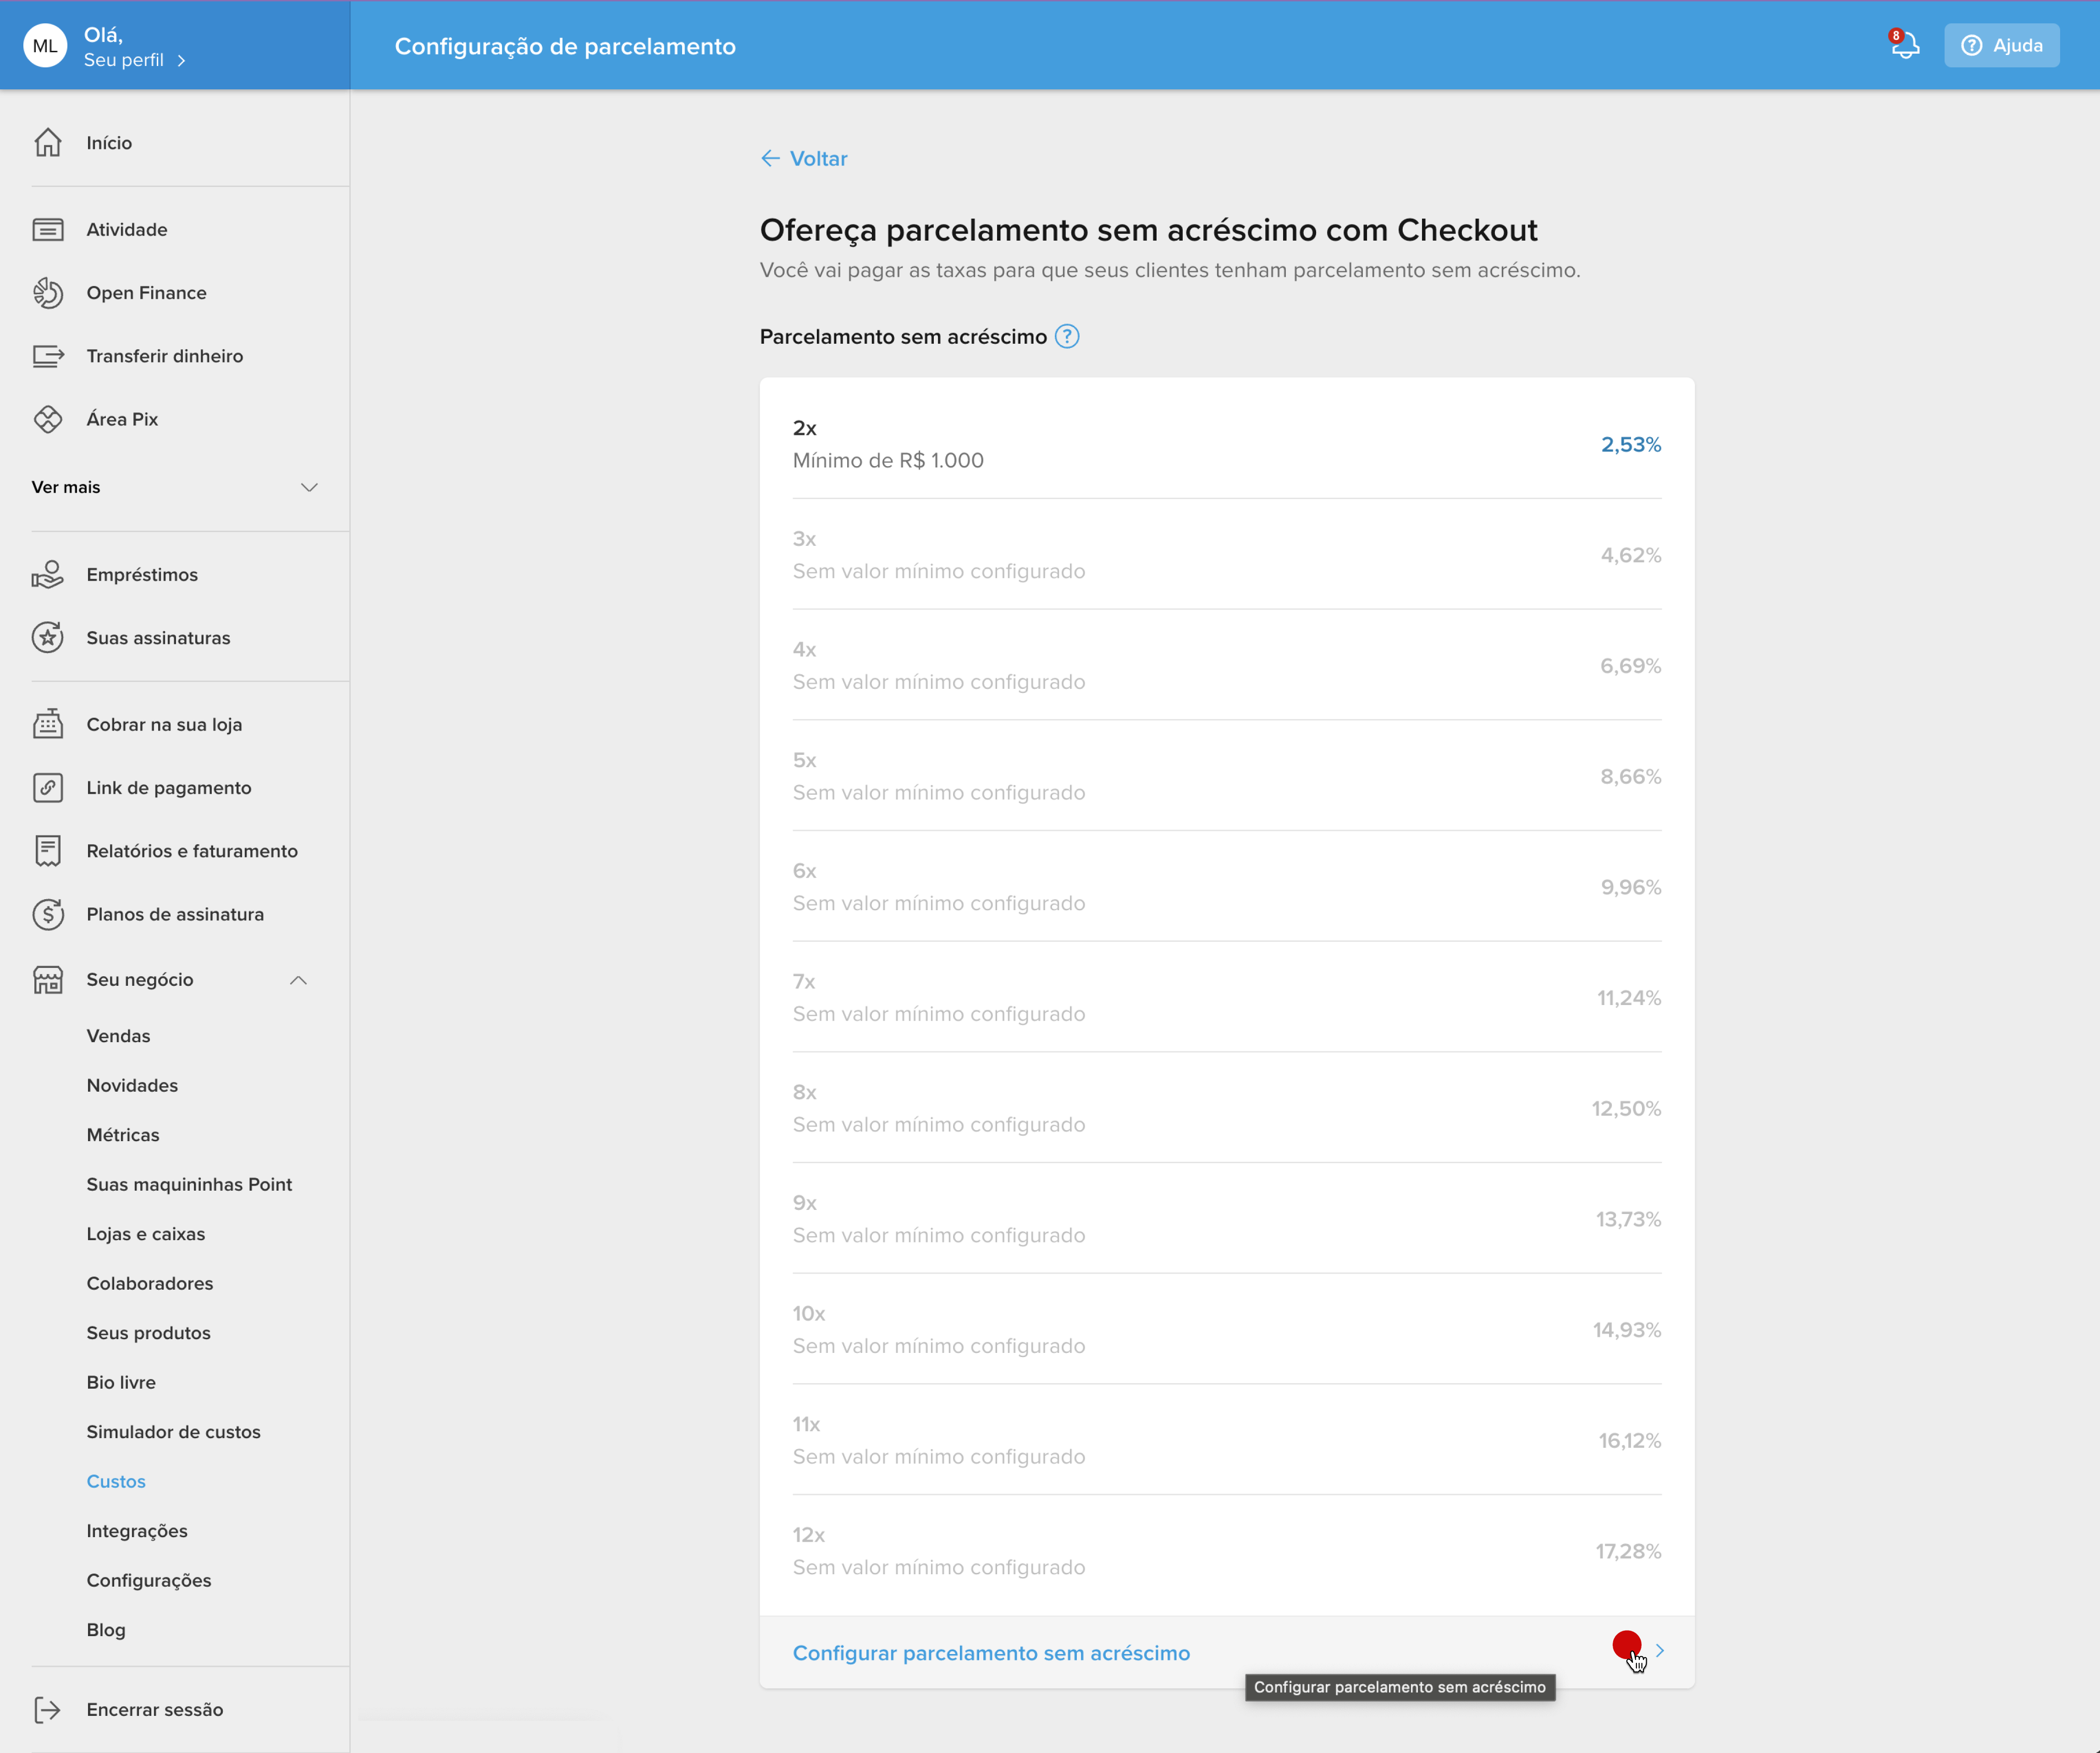 ML
Olá,
Seu perfil
Configuração de parcelamento
8
Ajuda
Início
Atividade
Open Finance
Transferir dinheiro
Área Pix
Ver mais
Empréstimos
Suas assinaturas
Cobrar na sua loja
Link de pagamento
Relatórios e faturamento
Planos de assinatura
Seu negócio
Vendas
Novidades
Métricas
Suas maquininhas Point
Lojas e caixas
Colaboradores
Seus produtos
Bio livre
Simulador de custos
Custos
Integrações
Configurações
Blog
Encerrar sessão
Voltar
Ofereça parcelamento sem acréscimo com Checkout
Você vai pagar as taxas para que seus clientes tenham parcelamento sem acréscimo.
Parcelamento sem acréscimo ?
2x
Mínimo de R$ 1.000
2,53%
3x
Sem valor mínimo configurado
4,62%
4x
Sem valor mínimo configurado
6,69%
5x
Sem valor mínimo configurado
8,66%
6x
Sem valor mínimo configurado
9,96%
7x
Sem valor mínimo configurado
11,24%
8x
Sem valor mínimo configurado
12,50%
9x
Sem valor mínimo configurado
13,73%
10x
Sem valor mínimo configurado
14,93%
11x
Sem valor mínimo configurado
16,12%
12x
Sem valor mínimo configurado
17,28%
Configurar parcelamento sem acréscimo
Configurar parcelamento sem acréscimo